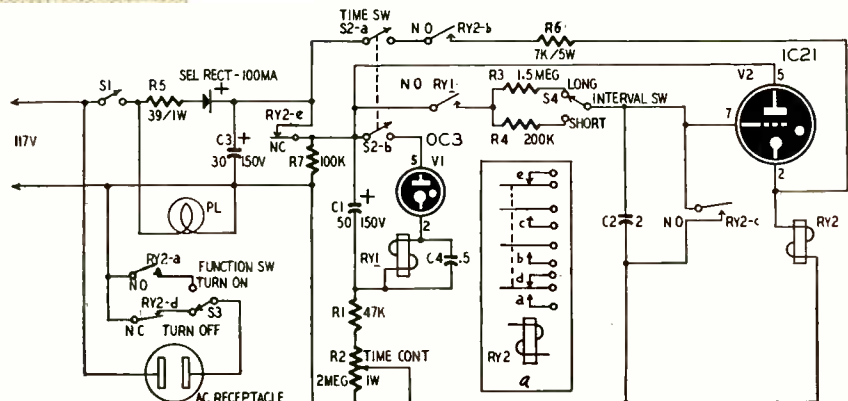 TIME SW
S2-a
NO RY2-b
R6
7K/5W
1C21
V2 5
7
2
S1
R5
39/1W
SEL RECT-100MA
+
NO RY1
R3 1.5 MEG
LONG
S4
INTERVAL SW
R4 200K
SHORT
117V
RY2-e
NC
C3 +
30 150V
R7 100K
S2-b
OC3
5 V1
2
PL
C1 +
50 150V
RY1
C4 .5
e
c
b
d
a
RY2
a
C2 2
NO RY2-c
RY2
RY2-a
NO
FUNCTION SW
TURN ON
RY2-d
NC
S3
TURN OFF
R1 47K
R2 TIME CONT
2MEG 1W
AC RECEPTACLE